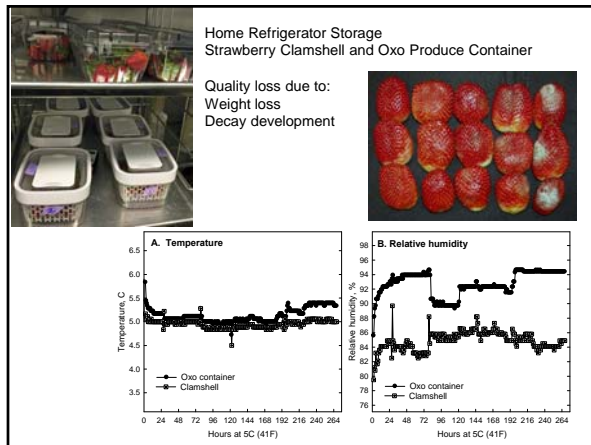 Home Refrigerator Storage
Strawberry Clamshell and Oxo Produce Container
Quality loss due to:
Weight loss
Decay development
A. Temperature
Temperature, C
6.0
5.5
5.0
4.5
4.0
3.5
Oxo container
Clamshell
0 24 48 72 96 120 144 168 192 216 240 264
Hours at 5C (41F)
B. Relative humidity
Relative humidity, %
98
96
94
92
90
88
86
84
82
80
78
76
Oxo container
Clamshell
0 24 48 72 96 120 144 168 192 216 240 264
Hours at 5C (41F)